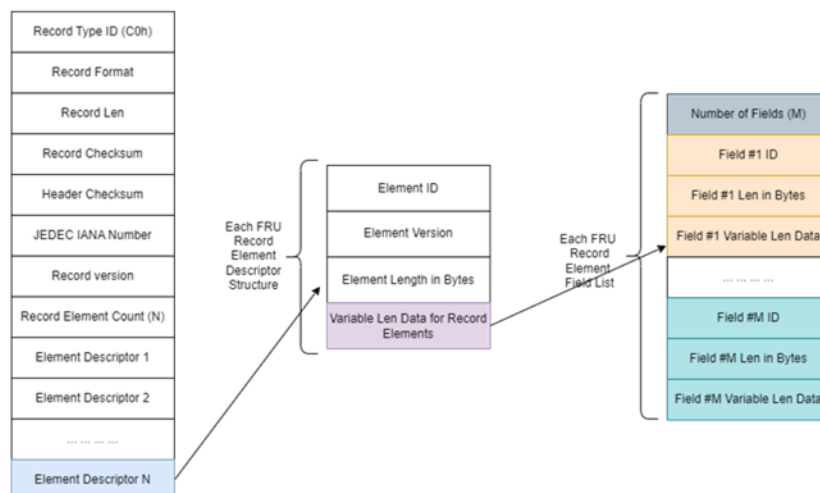 Record Type ID (C0h)
Record Format
Record Len
Record Checksum
Header Checksum
JEDEC IANA Number
Record version
Record Element Count (N)
Element Descriptor 1
Element Descriptor 2
... ... ... ...
Element Descriptor N
Each FRU
Record
Element
Descriptor
Structure
Element ID
Element Version
Element Length in Bytes
Variable Len Data for Record
Elements
Each FRU
Record
Element
Field List
Number of Fields (M)
Field #1 ID
Field #1 Len in Bytes
Field #1 Variable Len Data
... ... ... ...
Field #M ID
Field #M Len in Bytes
Field #M Variable Len Data